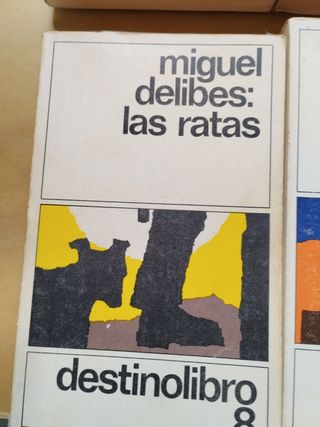 miguel
delibes:
las ratas
destinolibro
8